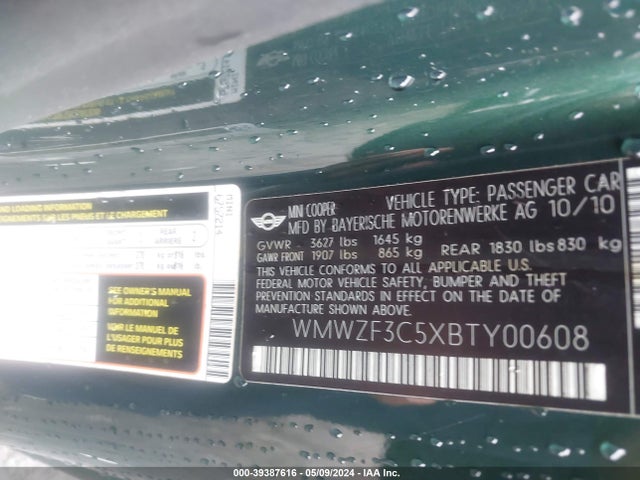 ND LOADING INFORMATION
SUR LES PNEUS ET LE CHARGEMENT
REAR
ARRIÈRE
SEE OWNER'S MANUAL
FOR ADDITIONAL
INFORMATION
VOIR LE MANUEL
DE L'USAGER POUR PLUS
DE RENSEIGNEMENTS
MINI
MINI COOPER
VEHICLE TYPE: PASSENGER CAR
MFD BY BAYERISCHE MOTORENWERKE AG 10/10
GVWR 3627 lbs 1645 kg
GAWR FRONT 1907 lbs 865 kg REAR 1830 lbs 830 kg
THIS VEHICLE CONFORMS TO ALL APPLICABLE U.S.
FEDERAL MOTOR VEHICLE SAFETY, BUMPER AND THEFT
PREVENTION STANDARDS IN EFFECT ON THE DATE OF
MANUFACTURE SHOWN ABOVE.
WMWZF3C5XBTY00608
000-39387616 - 05/09/2024 - IAA Inc.